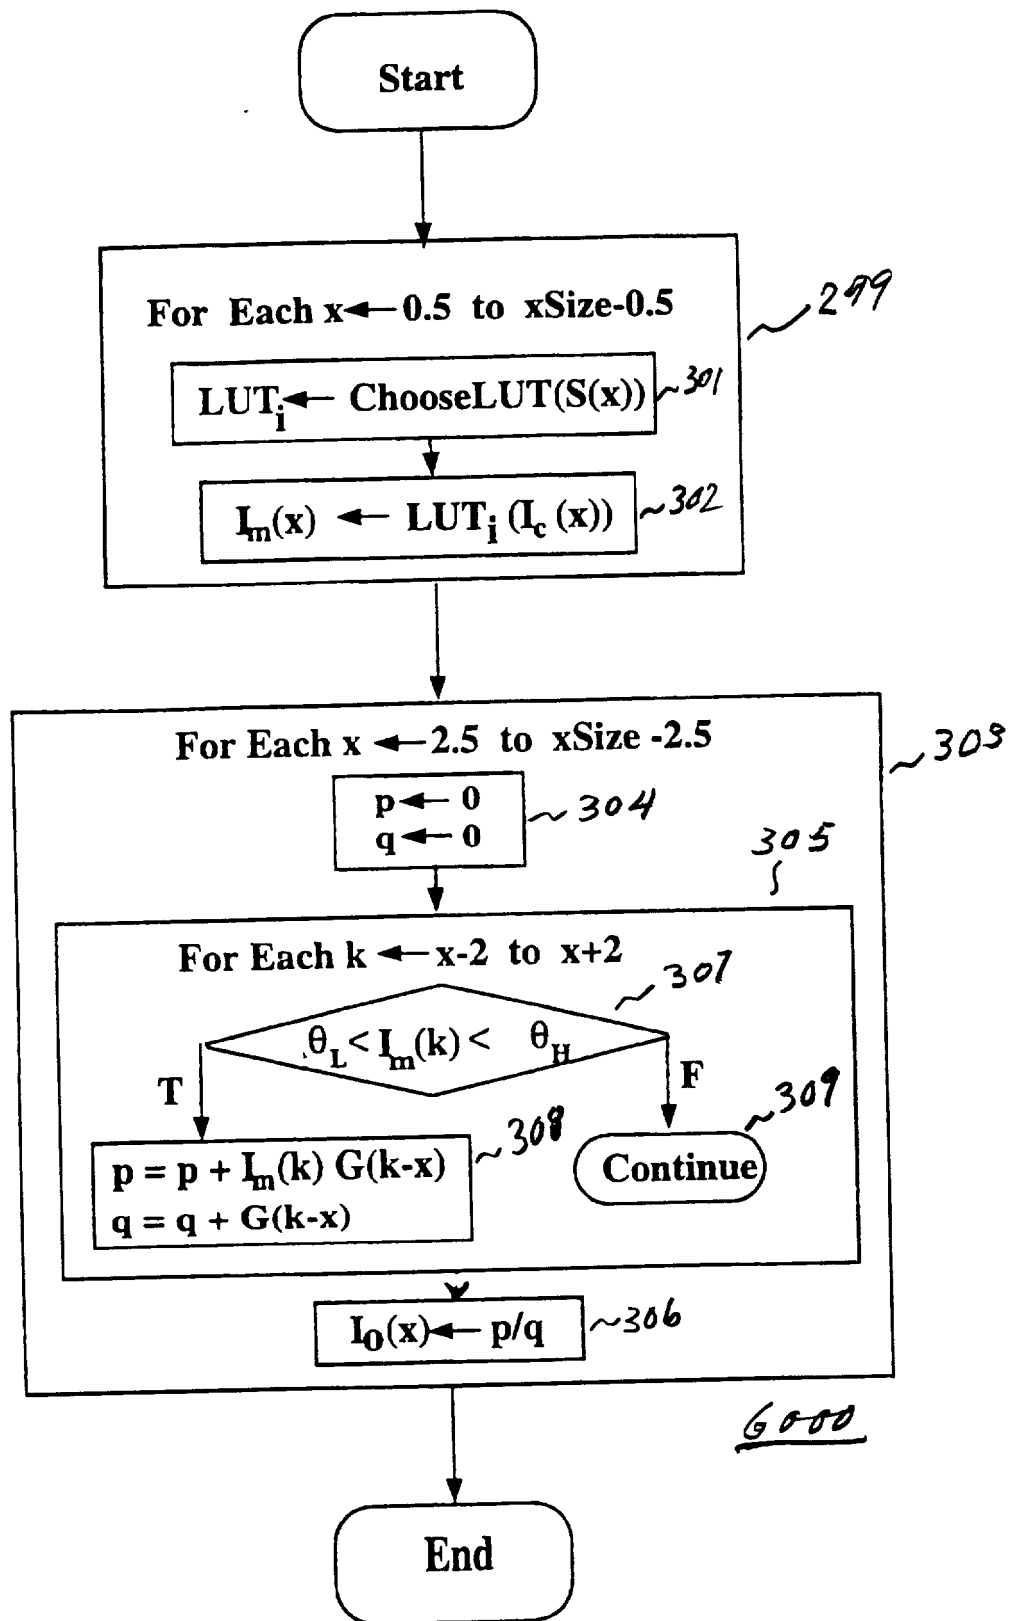 Start
For Each x ← 0.5 to xSize-0.5
299
LUTi ← ChooseLUT(S(x))
301
Im(x) ← LUTi (Ic (x))
302
For Each x ← 2.5 to xSize -2.5
303
p ← 0
q ← 0
304
305
For Each k ← x-2 to x+2
307
θL < Im(k) < θH
T
F
309
308
p = p + Im(k) G(k-x)
q = q + G(k-x)
Continue
IO(x) ← p/q
306
6000
End